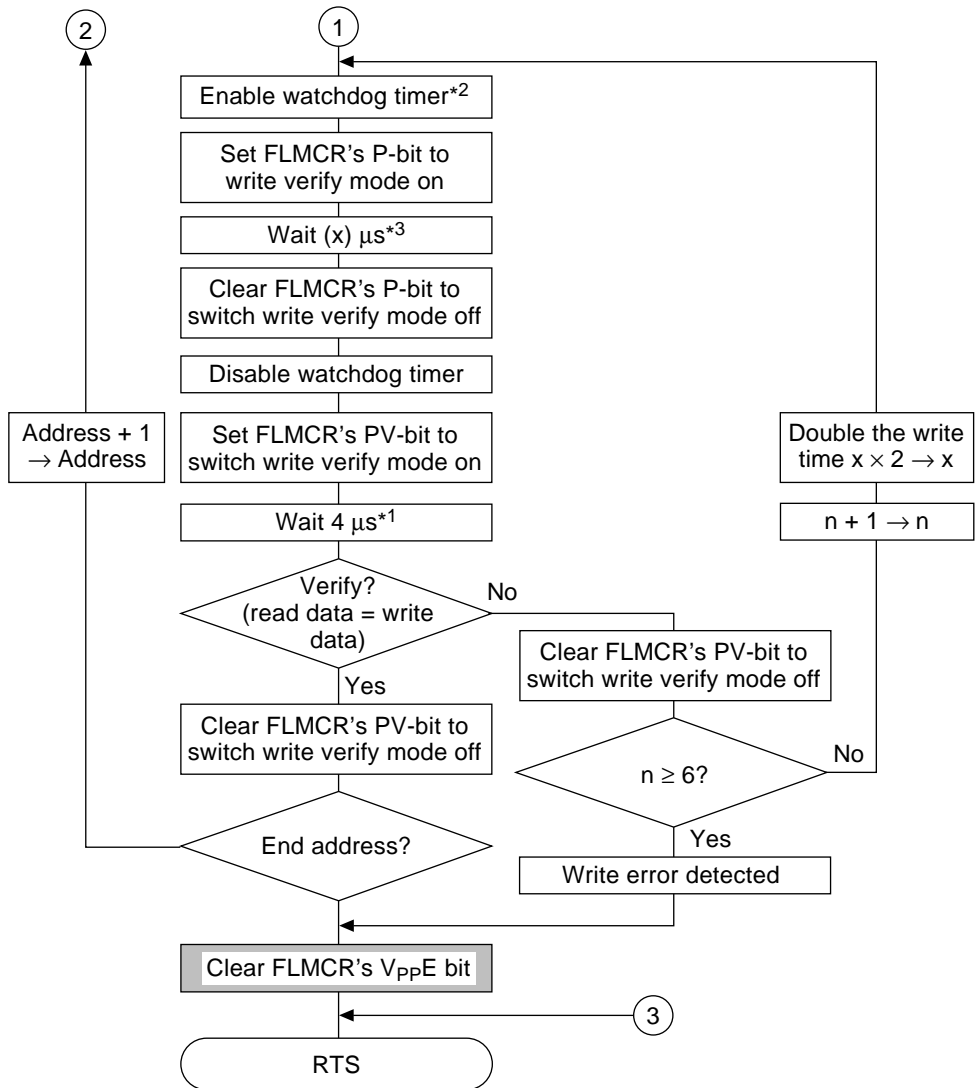 2
1
Enable watchdog timer*2
Set FLMCR's P-bit to
write verify mode on
Wait (x) μs*3
Clear FLMCR's P-bit to
switch write verify mode off
Disable watchdog timer
Address + 1
→ Address
Set FLMCR's PV-bit to
switch write verify mode on
Double the write
time x × 2 → x
Wait 4 μs*1
n + 1 → n
Verify?
(read data = write
data)
No
Yes
Clear FLMCR's PV-bit to
switch write verify mode off
Clear FLMCR's PV-bit to
switch write verify mode off
n ≥ 6?
No
Yes
End address?
Write error detected
Clear FLMCR's VPPE bit
3
RTS